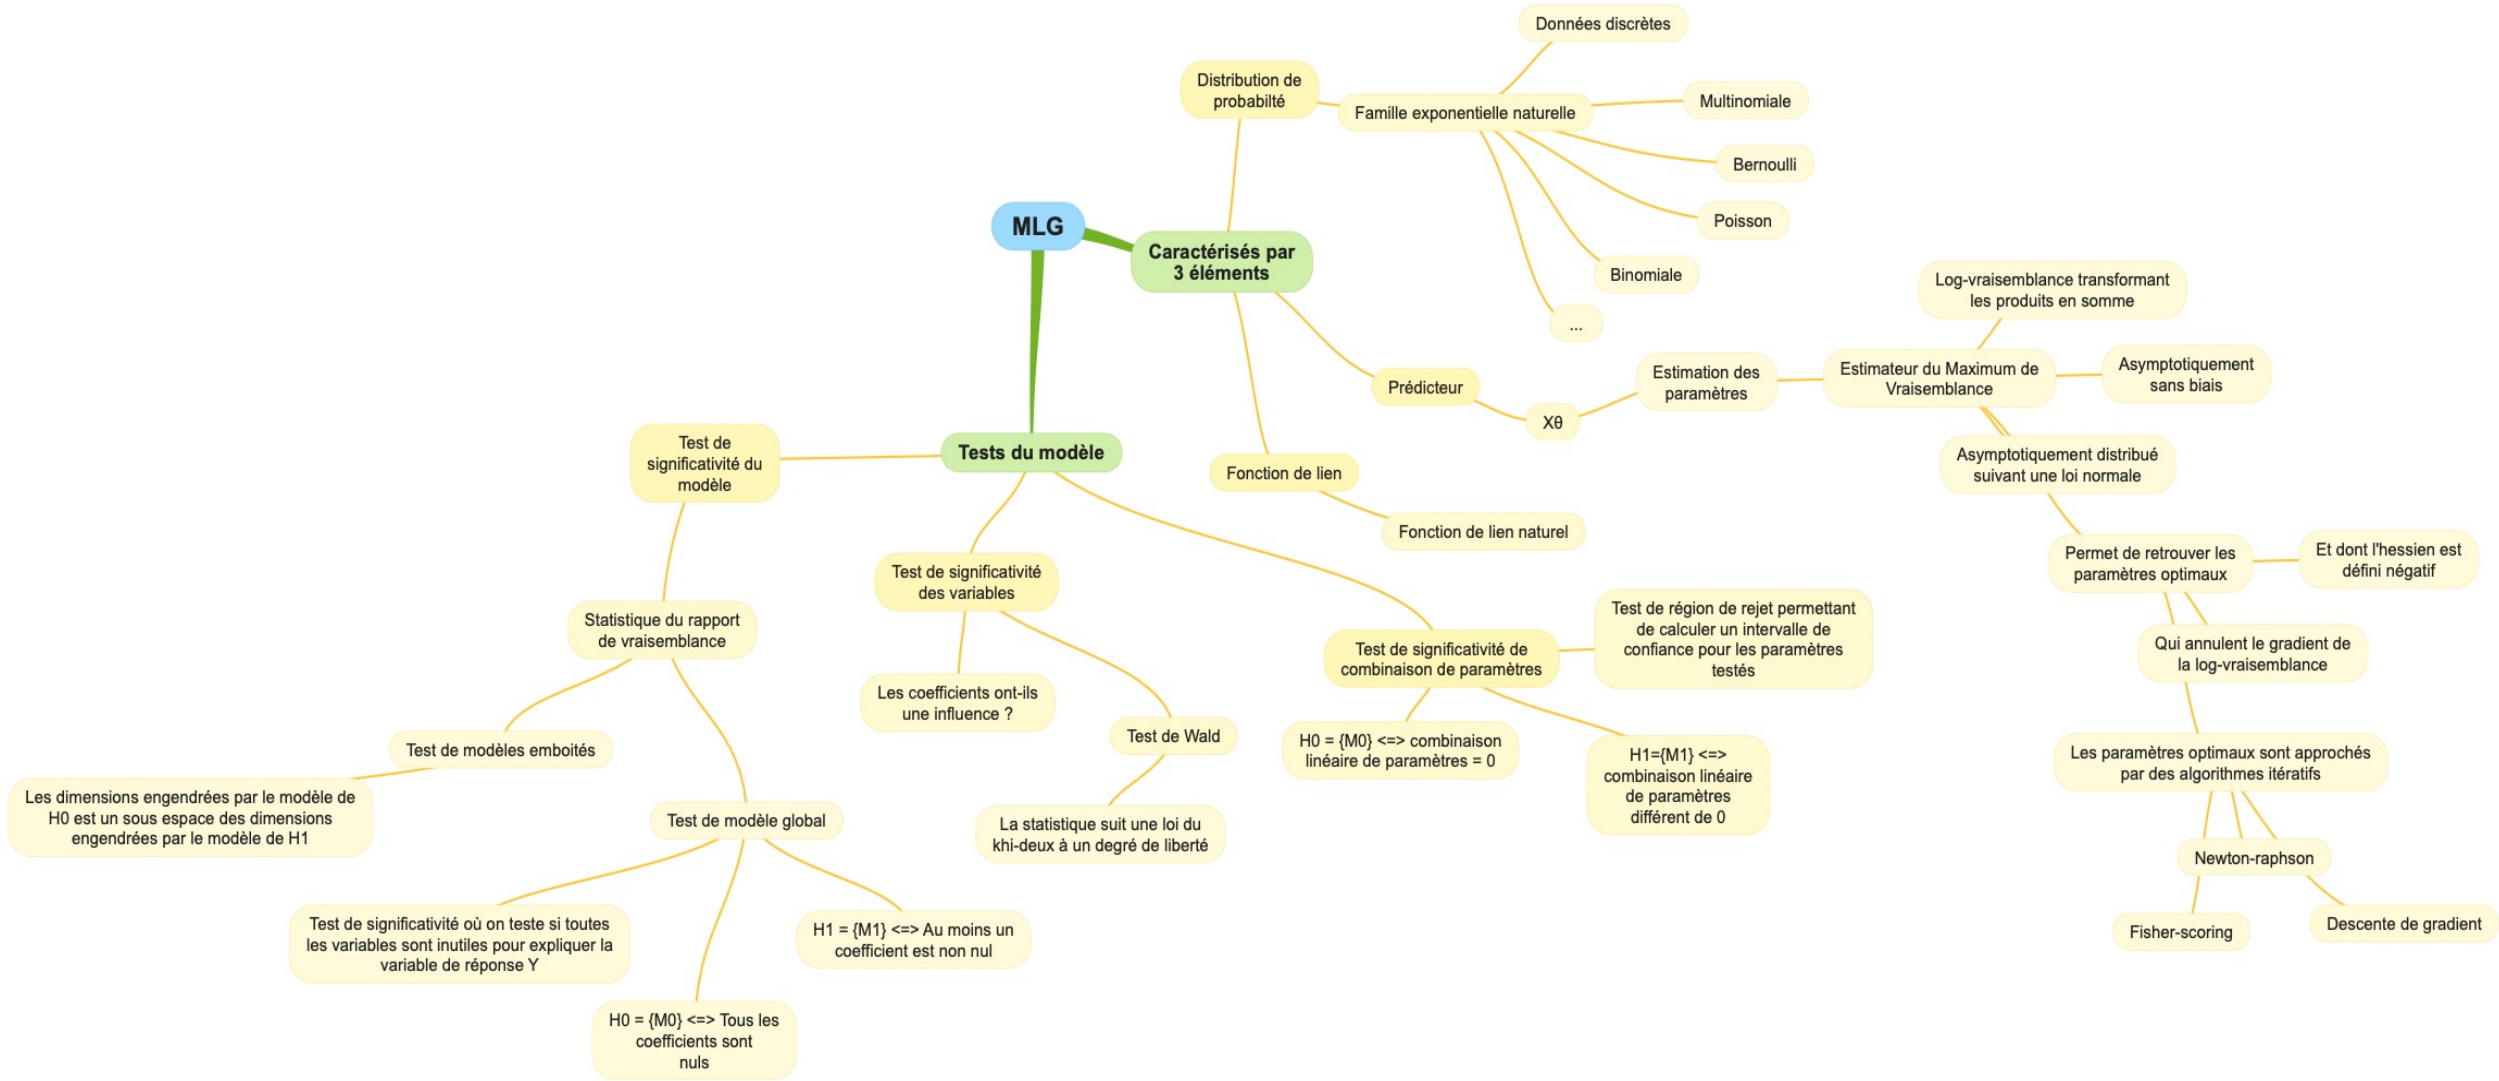 MLG
Caractérisés par
3 éléments
Distribution de
probabilté
Famille exponentielle naturelle
Données discrètes
Multinomiale
Bernoulli
Poisson
Binomiale
...
Prédicteur
Xθ
Estimation des
paramètres
Estimateur du Maximum de
Vraisemblance
Log-vraisemblance transformant
les produits en somme
Asymptotiquement
sans biais
Asymptotiquement distribué
suivant une loi normale
Permet de retrouver les
paramètres optimaux
Et dont l'hessien est
défini négatif
Qui annulent le gradient de
la log-vraisemblance
Les paramètres optimaux sont approchés
par des algorithmes itératifs
Newton-raphson
Fisher-scoring
Descente de gradient
Fonction de lien
Fonction de lien naturel
Tests du modèle
Test de
significativité du
modèle
Statistique du rapport
de vraisemblance
Test de modèles emboités
Les dimensions engendrées par le modèle de
H0 est un sous espace des dimensions
engendrées par le modèle de H1
Test de modèle global
Test de significativité où on teste si toutes
les variables sont inutiles pour expliquer la
variable de réponse Y
H0 = {M0} <=> Tous les
coefficients sont
nuls
H1 = {M1} <=> Au moins un
coefficient est non nul
Test de significativité
des variables
Les coefficients ont-ils
une influence ?
Test de Wald
La statistique suit une loi du
khi-deux à un degré de liberté
Test de significativité de
combinaison de paramètres
Test de région de rejet permettant
de calculer un intervalle de
confiance pour les paramètres
testés
H0 = {M0} <=> combinaison
linéaire de paramètres = 0
H1={M1} <=>
combinaison linéaire
de paramètres
différent de 0